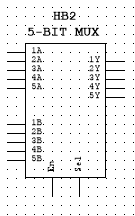 HB2
5-BIT MUX
1A
2A 1Y
3A 2Y
4A 3Y
5A 4Y
5Y
1B
2B
3B
4B
5B
En Sel